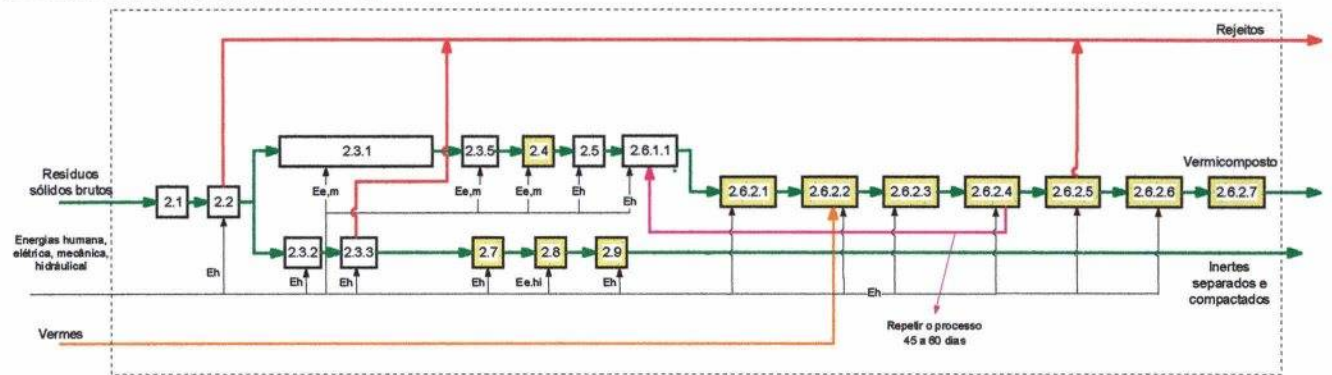 Rejeitos
2.3.1
2.3.5
2.4
2.5
2.6.1.1
Resíduos
sólidos brutos
Ee,m
Ee,m
Ee,m
Eh
Eh
Vermicomposto
2.1
2.2
2.6.2.1
2.6.2.2
2.6.2.3
2.6.2.4
2.6.2.5
2.6.2.6
2.6.2.7
Energias humana,
elétrica, mecânica,
hidráulical
2.3.2
2.3.3
2.7
2.8
2.9
Eh
Eh
Eh
Eh
Ee.hi
Eh
Eh
Inertes
separados e
compactados
Vermes
Repetir o processo
45 a 60 dias